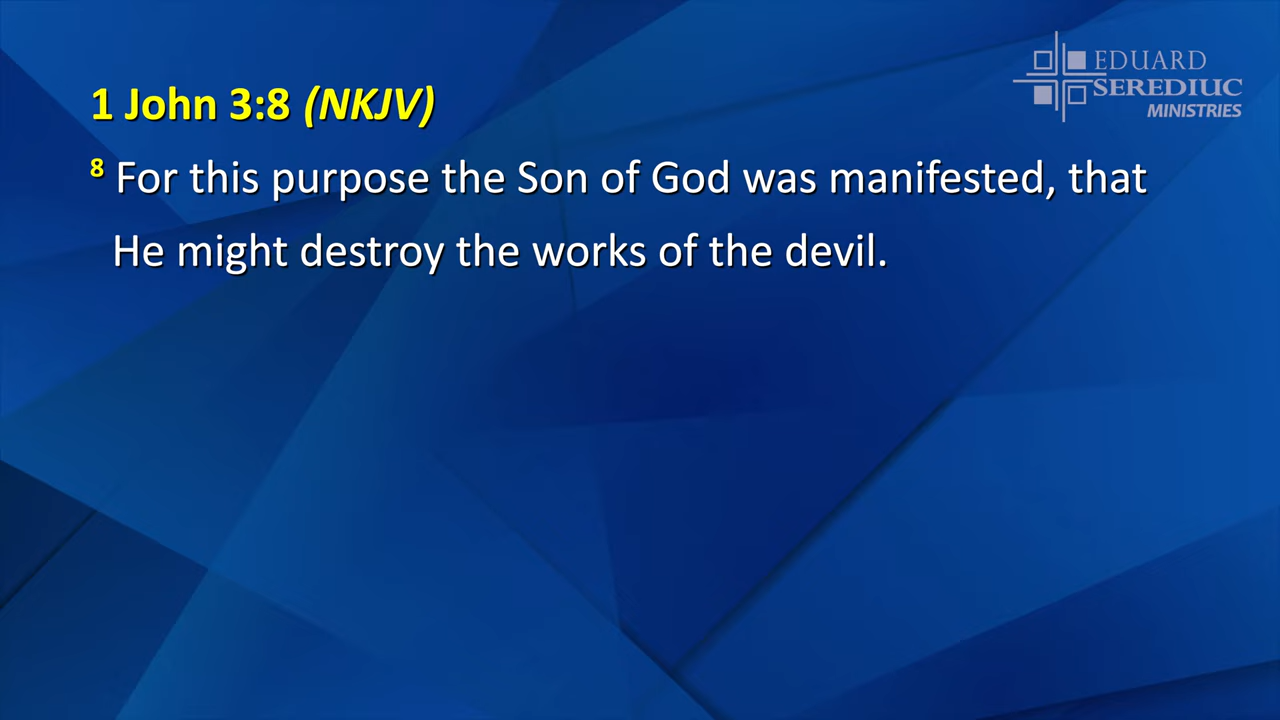 EDUARD
SEREDIUC
MINISTRIES
1 John 3:8 (NKJV)
8 For this purpose the Son of God was manifested, that
He might destroy the works of the devil.